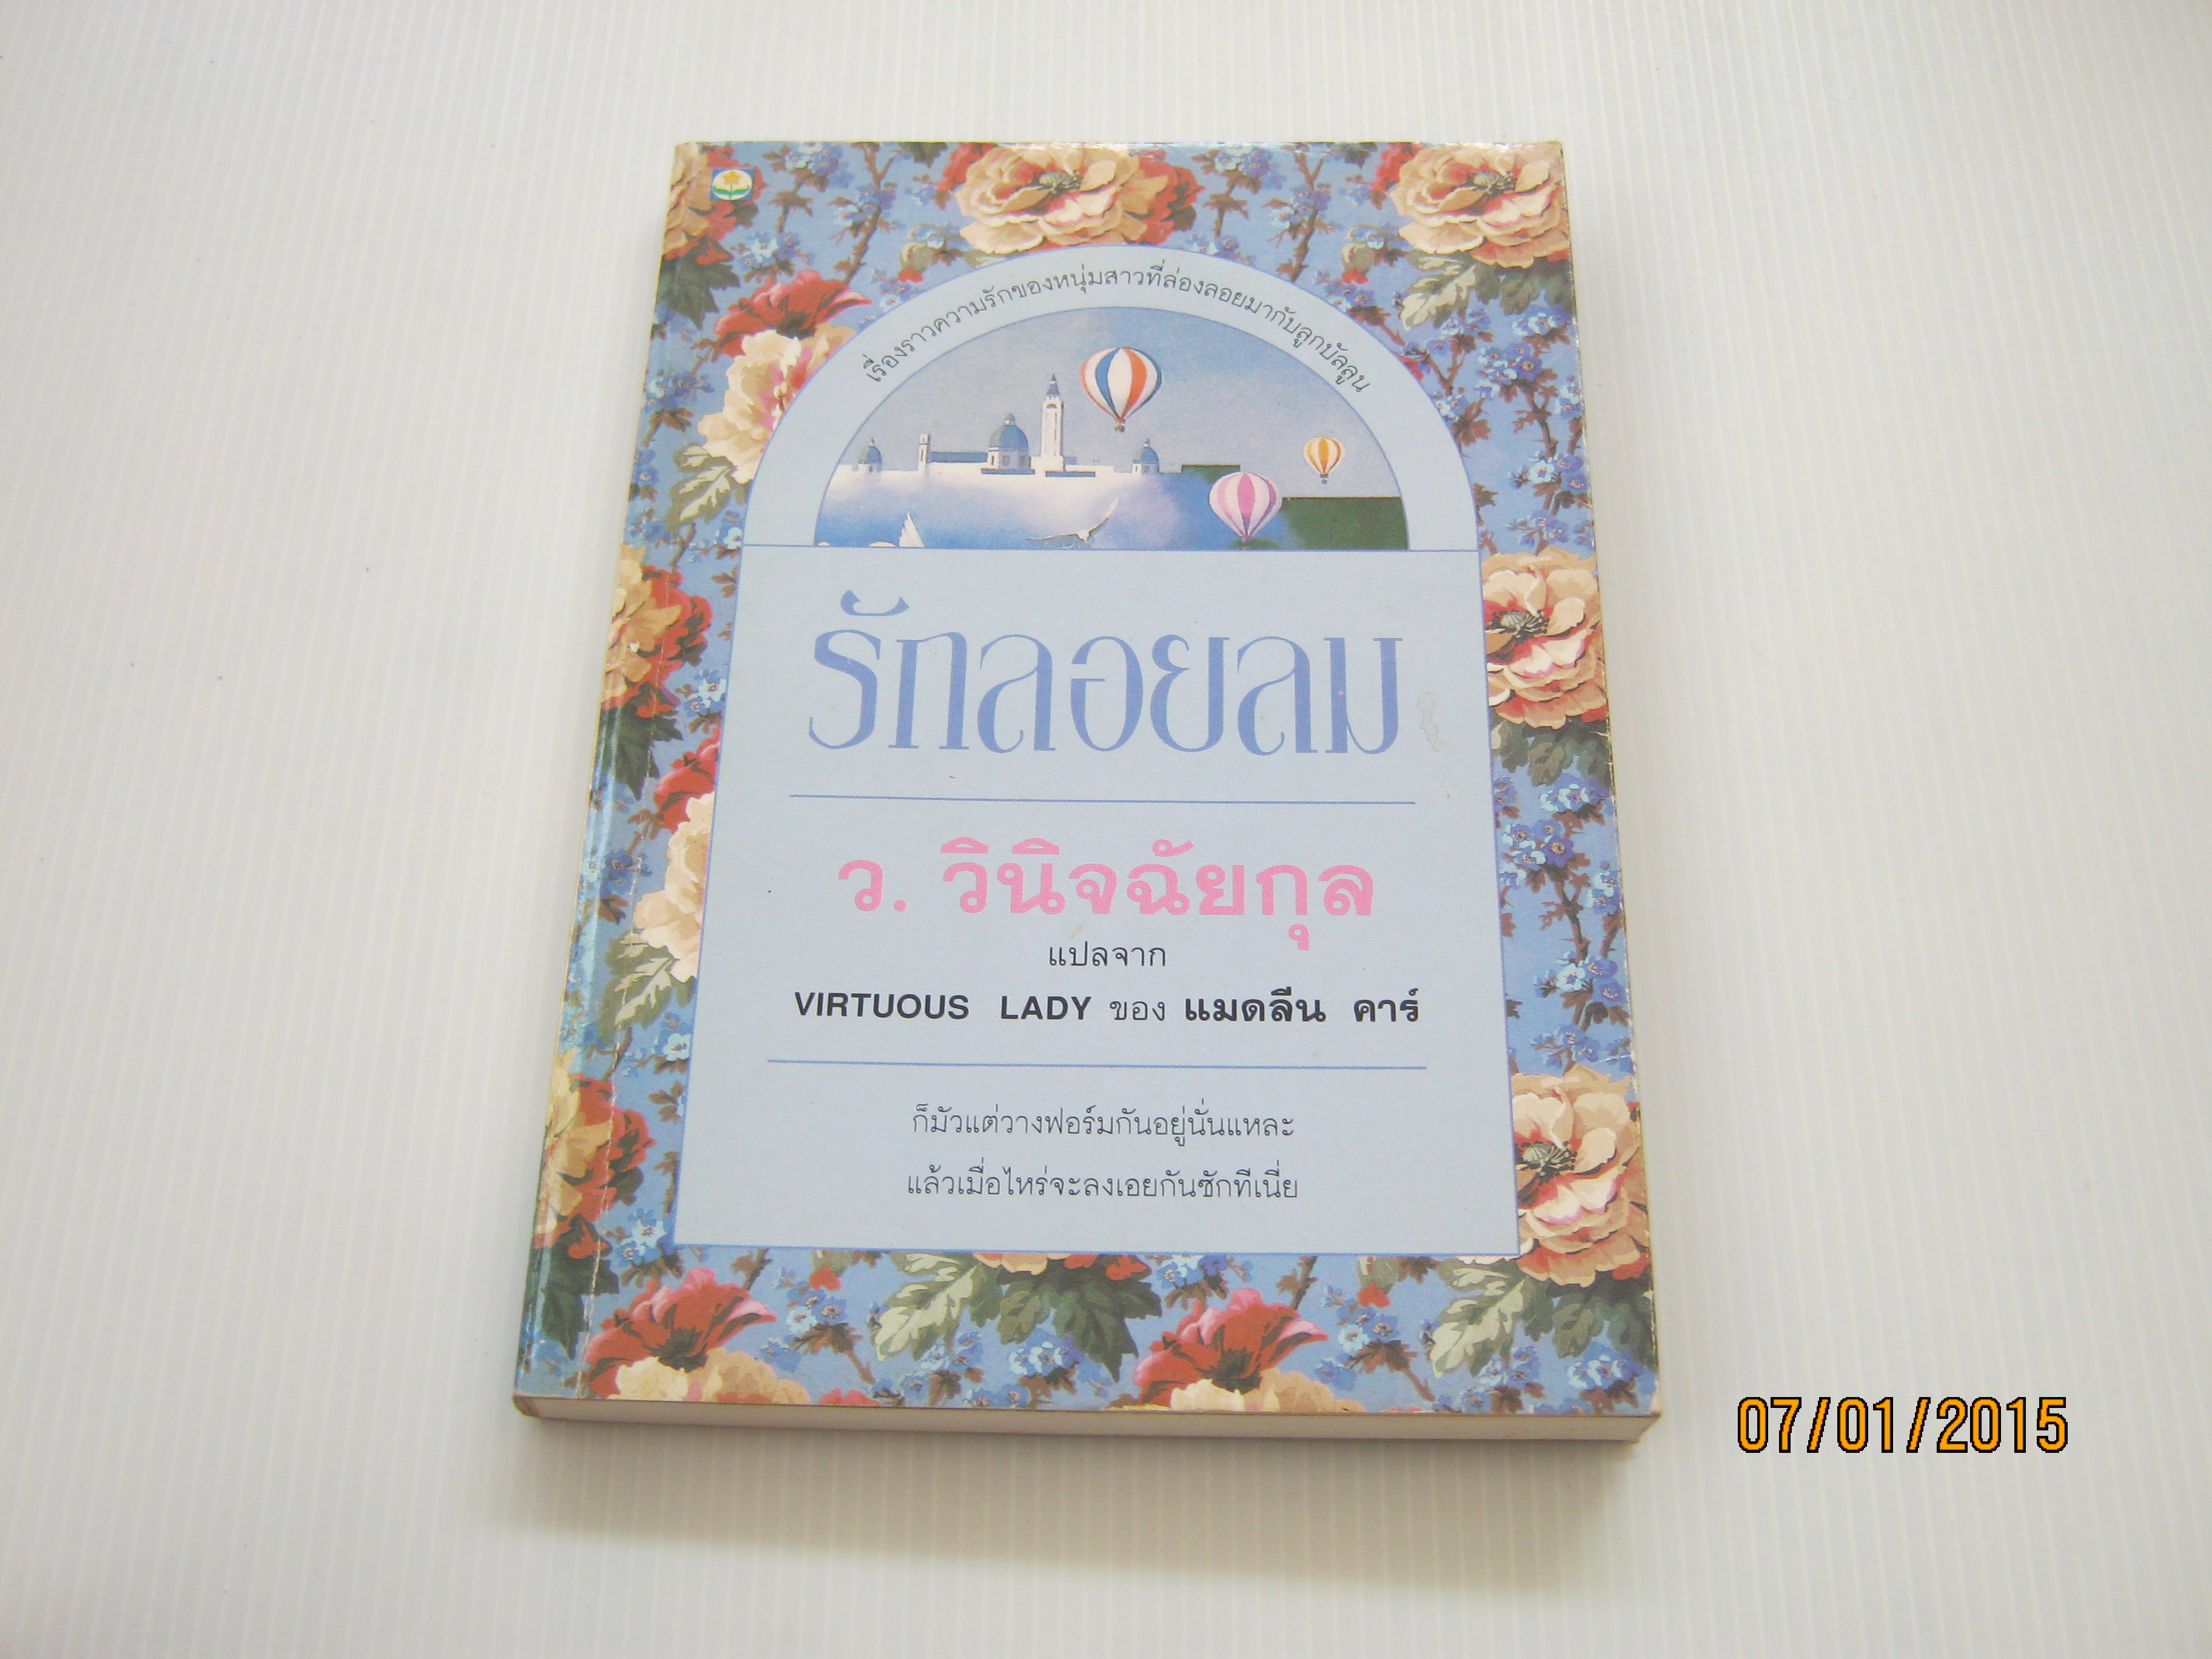 เรื่องราวความรักของหนุ่มสาวที่ล่องลอยมากับลูกบัลลูน
รักลอยลม
ว. วินิจฉัยกุล
แปลจาก
VIRTUOUS LADY ของ แมดลีน คาร์
ก็มัวแต่วางฟอร์มกันอยู่นั่นแหละ
แล้วเมื่อไหร่จะลงเอยกันซักทีเนี่ย
07/01/2015